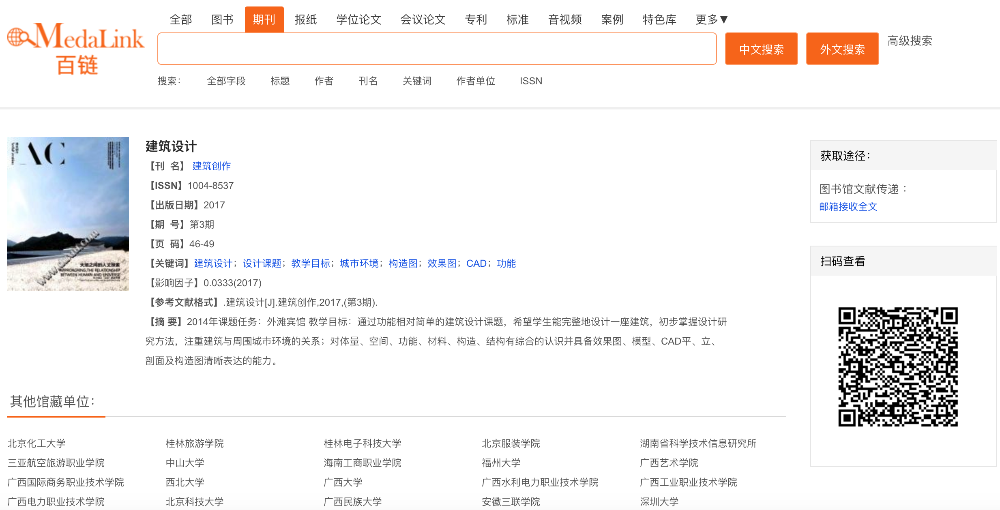 全部 图书 期刊 报纸 学位论文 会议论文 专利 标准 音视频 案例 特色库 更多▼
MedaLink
百链
中文搜索 外文搜索 高级搜索
搜索： 全部字段 标题 作者 刊名 关键词 作者单位 ISSN
AC
天地之间的人文探索
APPROACHING THE RELATIONSHIP
BETWEEN HUMAN AND UNIVERSE
建筑设计
【刊 名】 建筑创作
【ISSN】1004-8537
【出版日期】2017
【期 号】第3期
【页 码】46-49
【关键词】建筑设计；设计课题；教学目标；城市环境；构造图；效果图；CAD；功能
【影响因子】0.0333(2017)
【参考文献格式】.建筑设计[J].建筑创作,2017,(第3期).
【摘 要】2014年课题任务：外滩宾馆 教学目标：通过功能相对简单的建筑设计课题，希望学生能完整地设计一座建筑，初步掌握设计研
究方法，注重建筑与周围城市环境的关系；对体量、空间、功能、材料、构造、结构有综合的认识并具备效果图、模型、CAD平、立、
剖面及构造图清晰表达的能力。
获取途径：
图书馆文献传递 ：
邮箱接收全文
扫码查看
其他馆藏单位：
北京化工大学 桂林旅游学院 桂林电子科技大学 北京服装学院 湖南省科学技术信息研究所
三亚航空旅游职业学院 中山大学 海南工商职业学院 福州大学 广西艺术学院
广西国际商务职业技术学院 西北大学 广西大学 广西水利电力职业技术学院 广西工业职业技术学院
广西电力职业技术学院 北京科技大学 广西民族大学 安徽三联学院 深圳大学